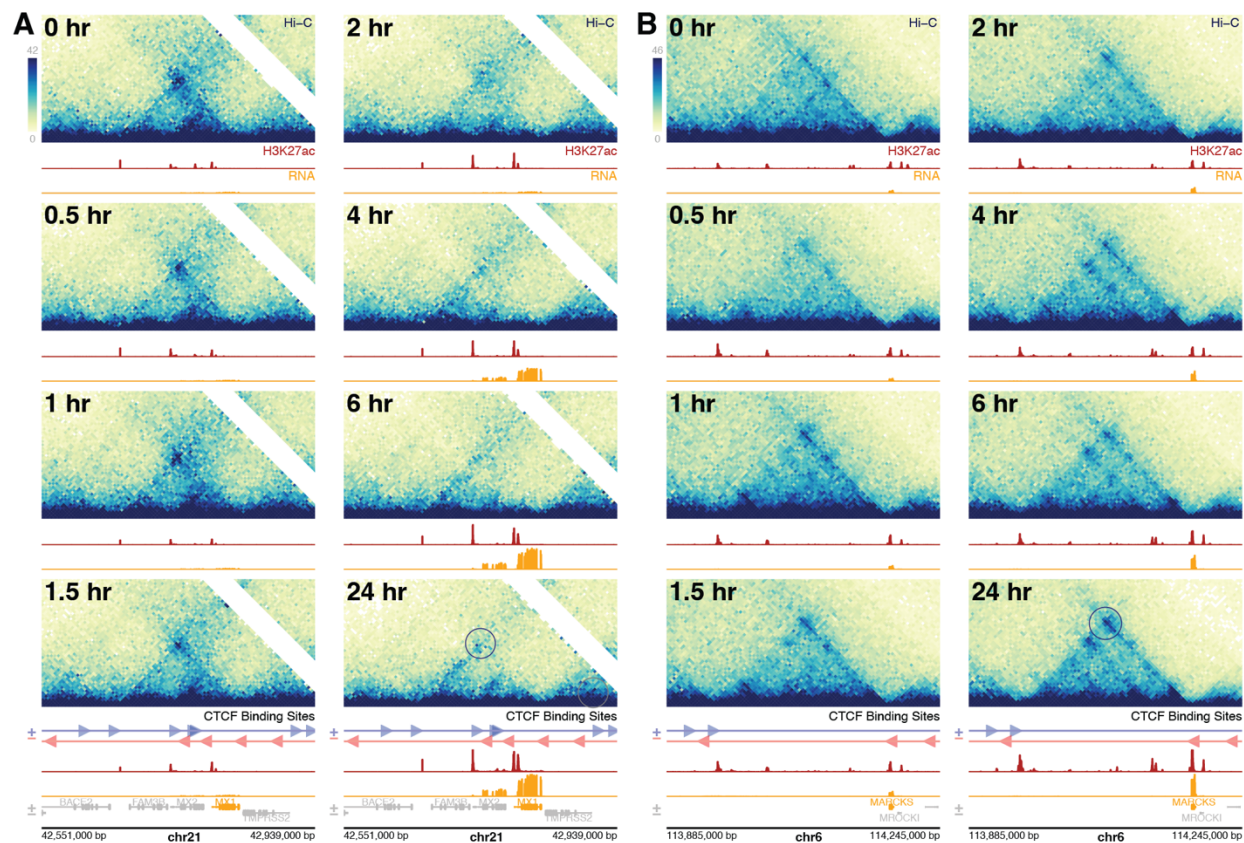 A
B
0 hr
Hi-C
42
0
H3K27ac
RNA
2 hr
Hi-C
H3K27ac
RNA
0 hr
Hi-C
46
0
H3K27ac
RNA
2 hr
Hi-C
H3K27ac
RNA
0.5 hr
4 hr
0.5 hr
4 hr
1 hr
6 hr
1 hr
6 hr
1.5 hr
24 hr
1.5 hr
24 hr
CTCF Binding Sites
CTCF Binding Sites
CTCF Binding Sites
CTCF Binding Sites
+
−
+
−
+
−
+
−
BACE2
FAM3B
MX2
MX1
TMPRSS2
BACE2
FAM3B
MX2
MX1
TMPRSS2
MARCKS
MROCKI
MARCKS
MROCKI
+
−
+
−
+
−
+
−
42,551,000 bp chr21 42,939,000 bp
42,551,000 bp chr21 42,939,000 bp
113,885,000 bp chr6 114,245,000 bp
113,885,000 bp chr6 114,245,000 bp